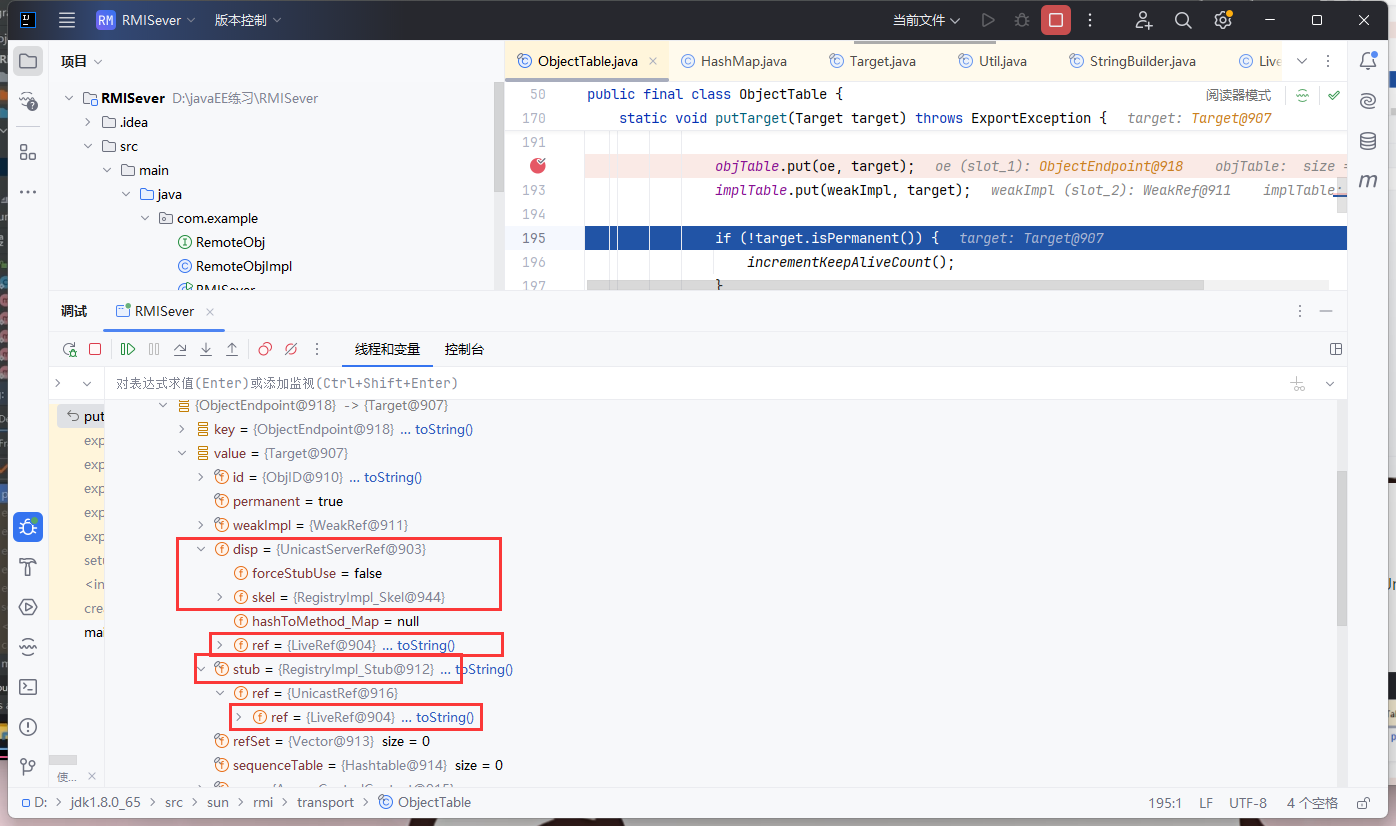 RM RMISever 版本控制 当前文件
项目
ObjectTable.java HashMap.java Target.java Util.java StringBuilder.java Live
RMISever D:\javaEE练习\RMISever
.idea
src
main
java
com.example
RemoteObj
RemoteObjImpl
RMISever
50 public final class ObjectTable { 阅读器模式
170 static void putTarget(Target target) throws ExportException { target: Target@907
191
objTable.put(oe, target); oe (slot_1): ObjectEndpoint@918 objTable: size =
193 implTable.put(weakImpl, target); weakImpl (slot_2): WeakRef@911 implTable:
194
195 if (!target.isPermanent()) { target: Target@907
196 incrementKeepAliveCount();
197 }
调试 RMISever
线程和变量 控制台
对表达式求值(Enter)或添加监视(Ctrl+Shift+Enter)
put
exp
exp
exp
exp
exp
setu
<in
crea
mai
使...
{ObjectEndpoint@918} -> {Target@907}
key = {ObjectEndpoint@918} ... toString()
value = {Target@907}
id = {ObjID@910} ... toString()
permanent = true
weakImpl = {WeakRef@911}
disp = {UnicastServerRef@903}
forceStubUse = false
skel = {RegistryImpl_Skel@944}
hashToMethod_Map = null
ref = {LiveRef@904} ... toString()
stub = {RegistryImpl_Stub@912} ... toString()
ref = {UnicastRef@916}
ref = {LiveRef@904} ... toString()
refSet = {Vector@913} size = 0
sequenceTable = {Hashtable@914} size = 0
D: > jdk1.8.0_65 > src > sun > rmi > transport > ObjectTable 195:1 LF UTF-8 4 个空格